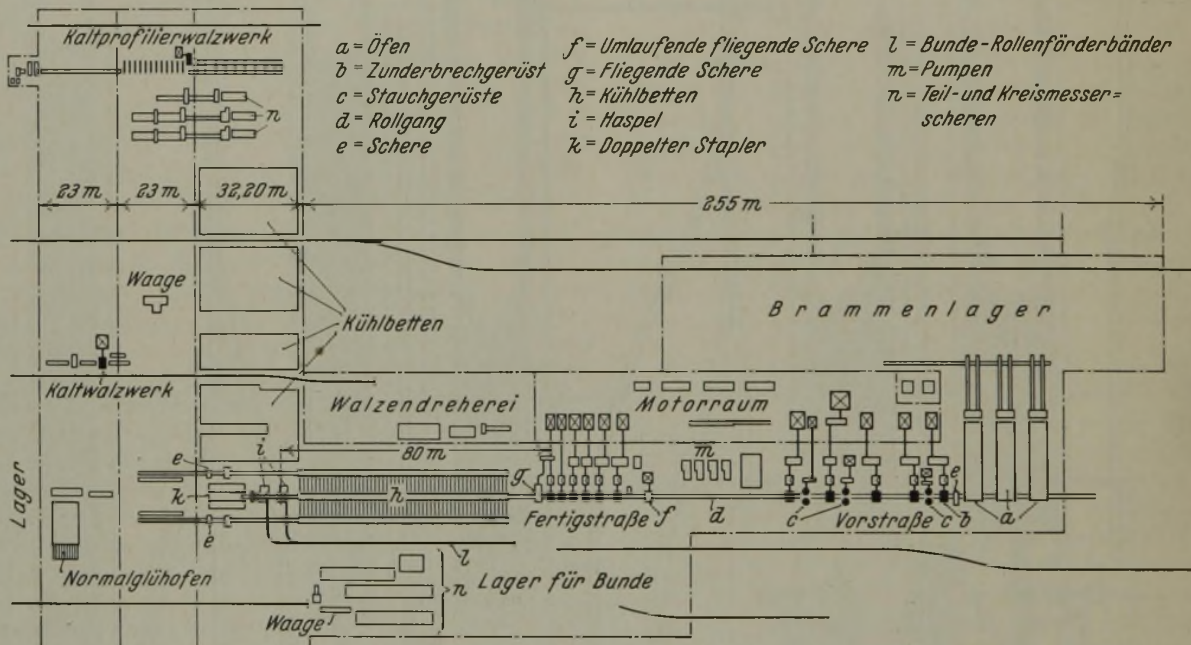 Kaltprofilierwalzwerk
a = Öfen
b = Zunderbrechgerüst
c = Stauchgerüste
d = Rollgang
e = Schere
f = Umlaufende fliegende Schere
g = Fliegende Schere
h = Kühlbetten
i = Haspel
k = Doppelter Stapler
l = Bunde-Rollenförderbänder
m = Pumpen
n = Teil- und Kreismesser=
scheren
n
23 m
23 m
32,20 m
255 m
Waage
Kühlbetten
Brammenlager
Kaltwalzwerk
Walzendreherei
Motorraum
80 m
m
i
e
k
h
g
e
Lager
Fertigstraße
f
d
c
Vorstraße
c
b
e
a
l
Normalglühofen
n
Lager für Bunde
Waage